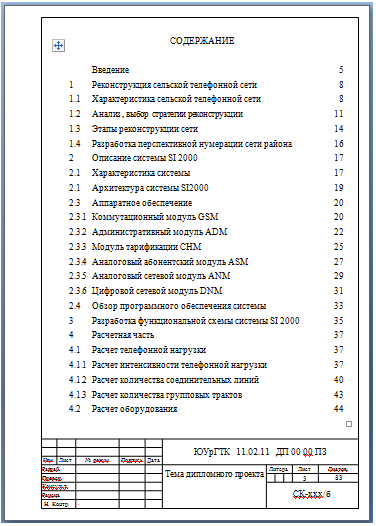 СОДЕРЖАНИЕ
Введение 5
1 Реконструкция сельской телефонной сети 8
1.1 Характеристика сельской телефонной сети 8
1.2 Анализ, выбор стратегии реконструкции 11
1.3 Этапы реконструкции сети 14
1.4 Разработка перспективной нумерации сети района 16
2 Описание системы SI 2000 17
2.1 Характеристика системы 17
2.1 Архитектура системы SI2000 19
2.3 Аппаратное обеспечение 20
2.3.1 Коммутационный модуль GSM 20
2.3.2 Административный модуль ADM 22
2.3.3 Модуль тарификации CHM 25
2.3.4 Аналоговый абонентский модуль ASM 27
2.3.5 Аналоговый сетевой модуль ANM 29
2.3.6 Цифровой сетевой модуль DNM 31
2.4 Обзор программного обеспечения системы 33
3 Разработка функциональной схемы системы SI 2000 35
4 Расчетная часть 37
4.1 Расчет телефонной нагрузки 37
4.1.1 Расчет интенсивности телефонной нагрузки 37
4.1.2 Расчет количества соединительных линий 40
4.1.3 Расчет количества групповых трактов 43
4.2 Расчет оборудования 44
ЮУрГТК 11.02.11 ДП 00 00 ПЗ
Изм. Лист № докум. Подпись Дата
Разраб.
Тема дипломного проекта
Литера Лист Листов
Провер.
3 83
СК-ххх/б
Н. Контр.